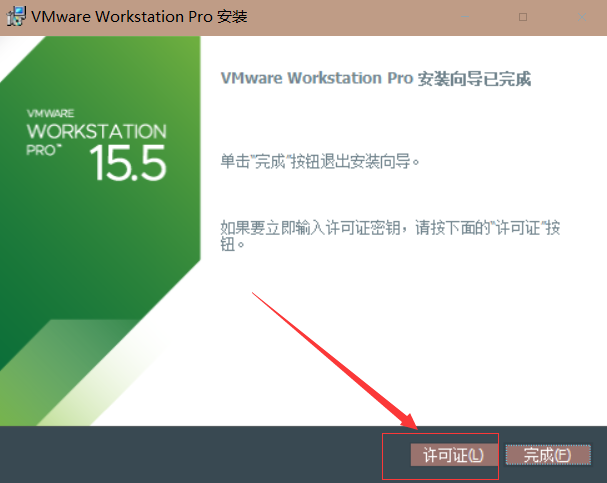 VMware Workstation Pro 安装
VMWARE
WORKSTATION
PRO™ 15.5
VMware Workstation Pro 安装向导已完成
单击"完成"按钮退出安装向导。
如果要立即输入许可证密钥，请按下面的"许可证"按
钮。
许可证(L)
完成(F)